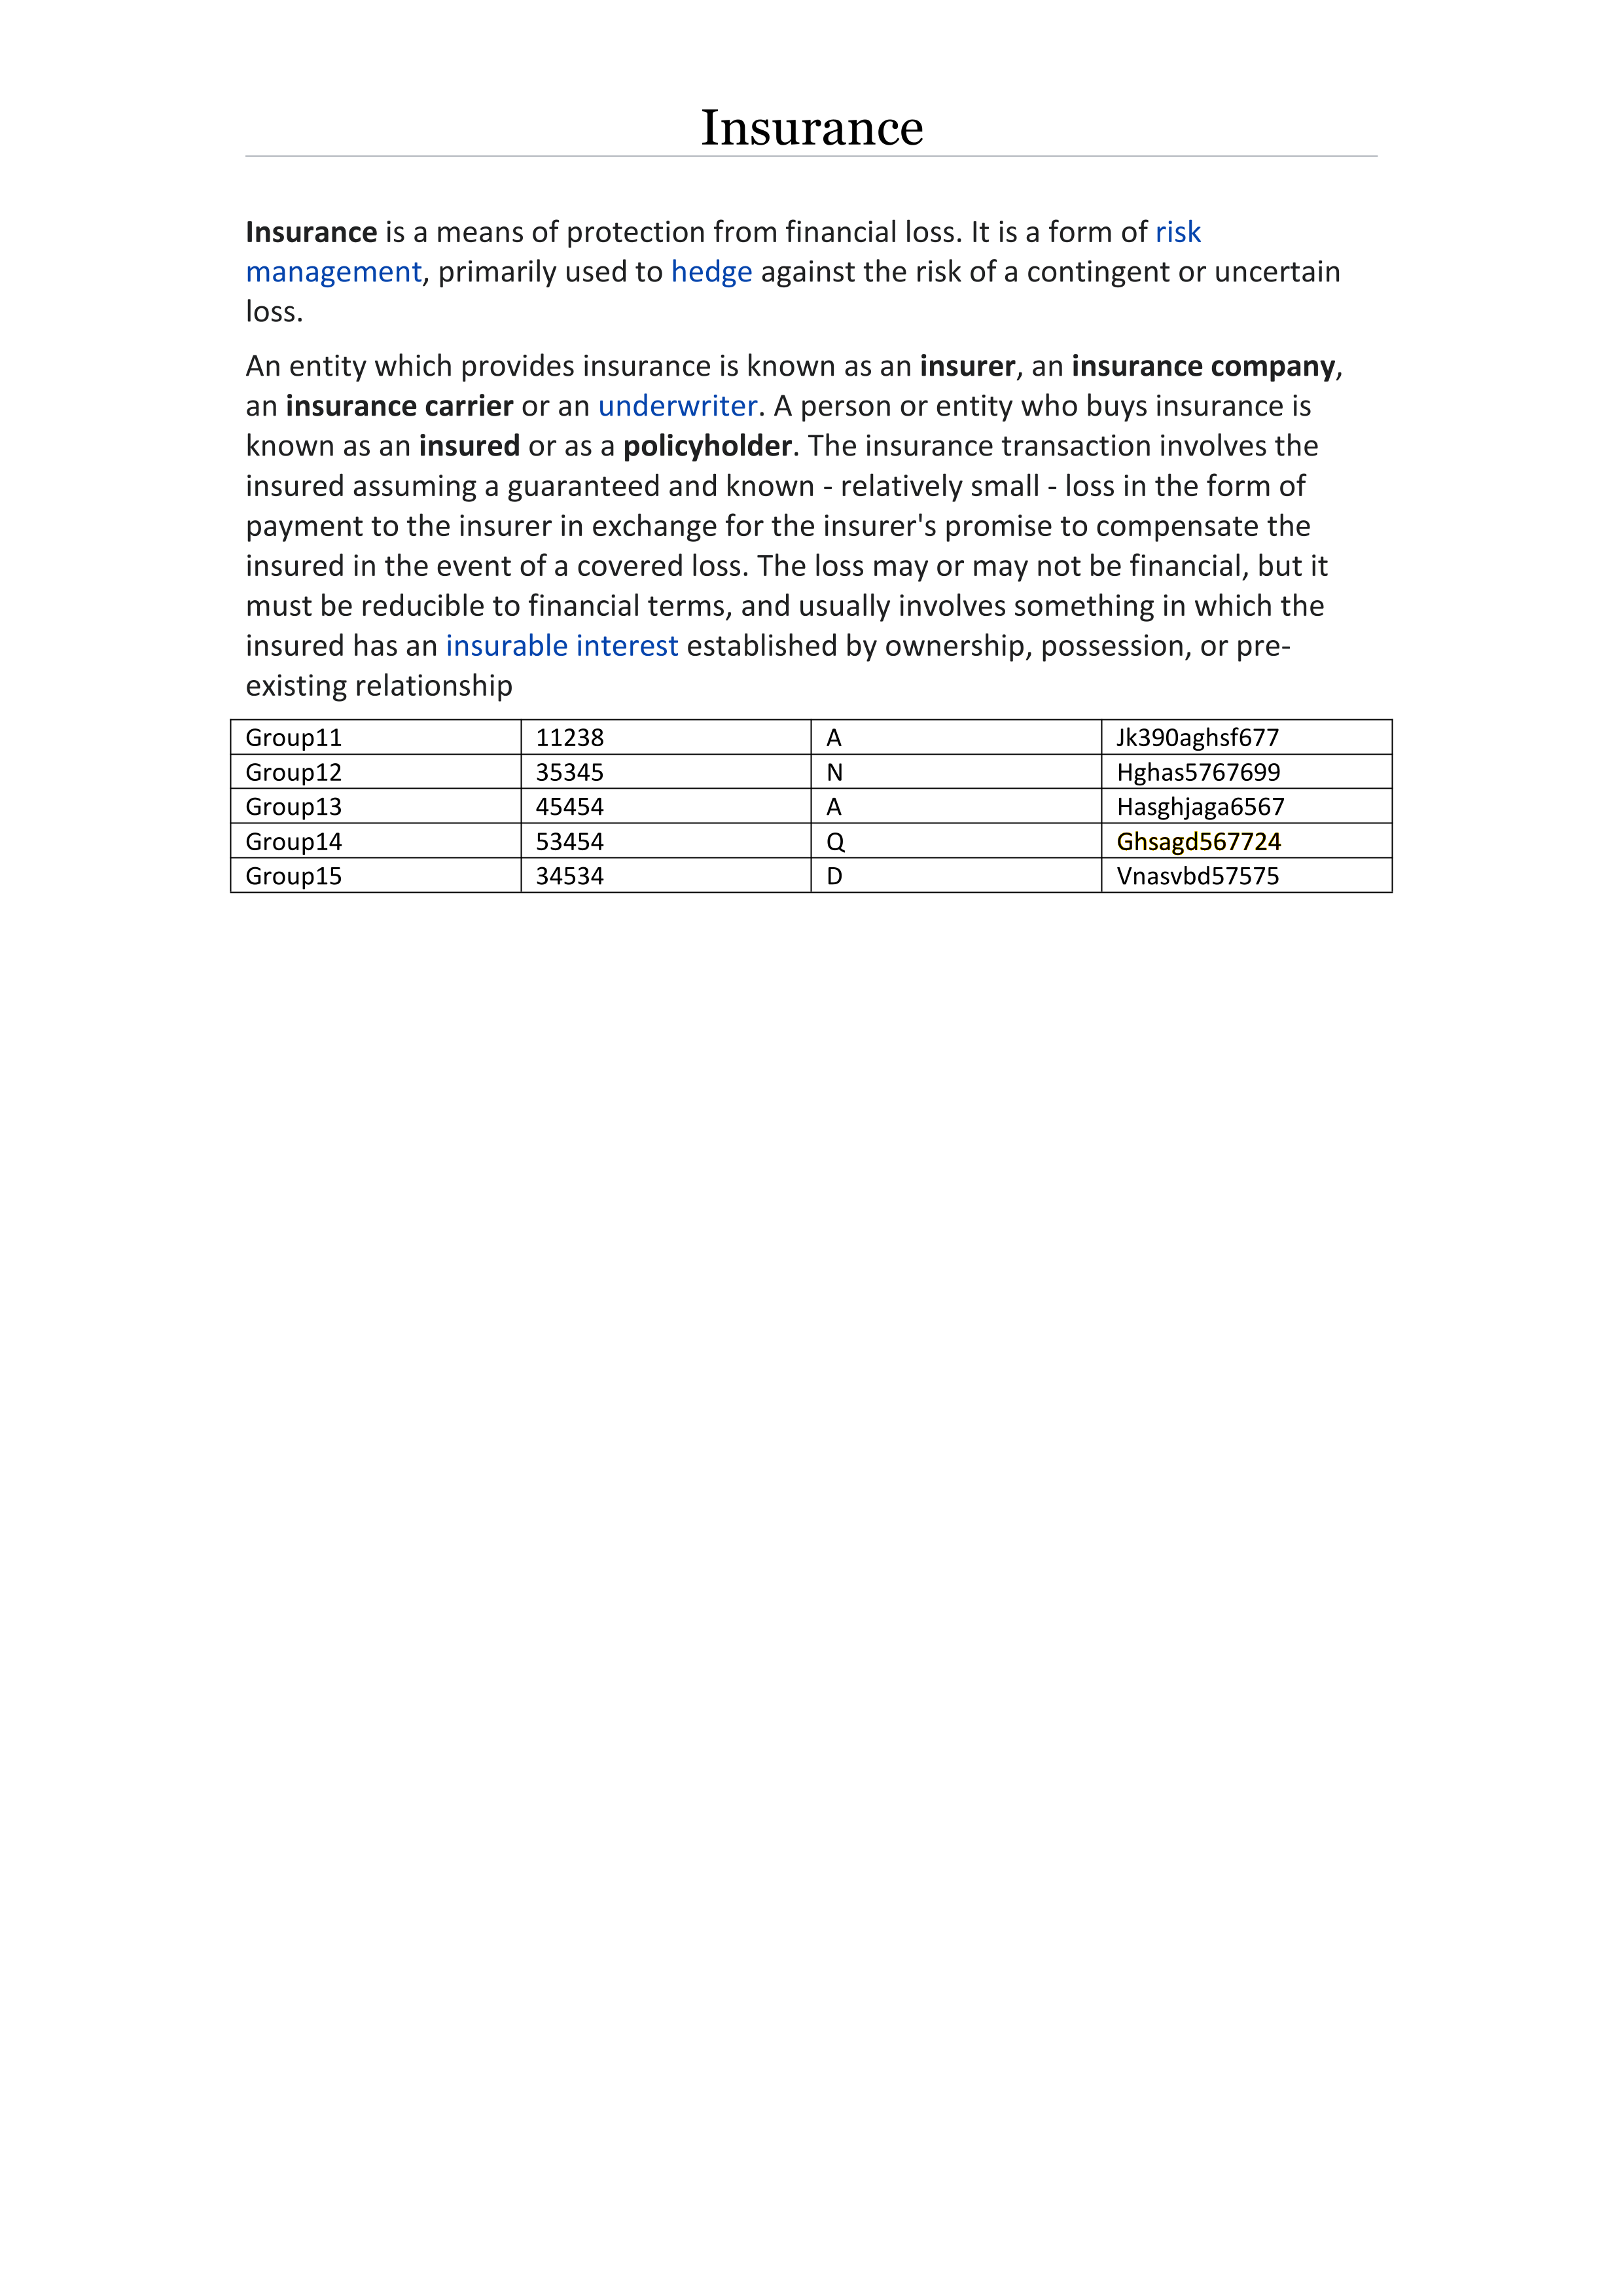 Insurance
Insurance is a means of protection from financial loss. It is a form of risk
management, primarily used to hedge against the risk of a contingent or uncertain
loss.
An entity which provides insurance is known as an insurer, an insurance company,
an insurance carrier or an underwriter. A person or entity who buys insurance is
known as an insured or as a policyholder. The insurance transaction involves the
insured assuming a guaranteed and known - relatively small - loss in the form of
payment to the insurer in exchange for the insurer's promise to compensate the
insured in the event of a covered loss. The loss may or may not be financial, but it
must be reducible to financial terms, and usually involves something in which the
insured has an insurable interest established by ownership, possession, or pre-
existing relationship
Group11 11238 A Jk390aghsf677
Group12 35345 N Hghas5767699
Group13 45454 A Hasghjaga6567
Group14 53454 Q Ghsagd567724
Group15 34534 D Vnasvbd57575